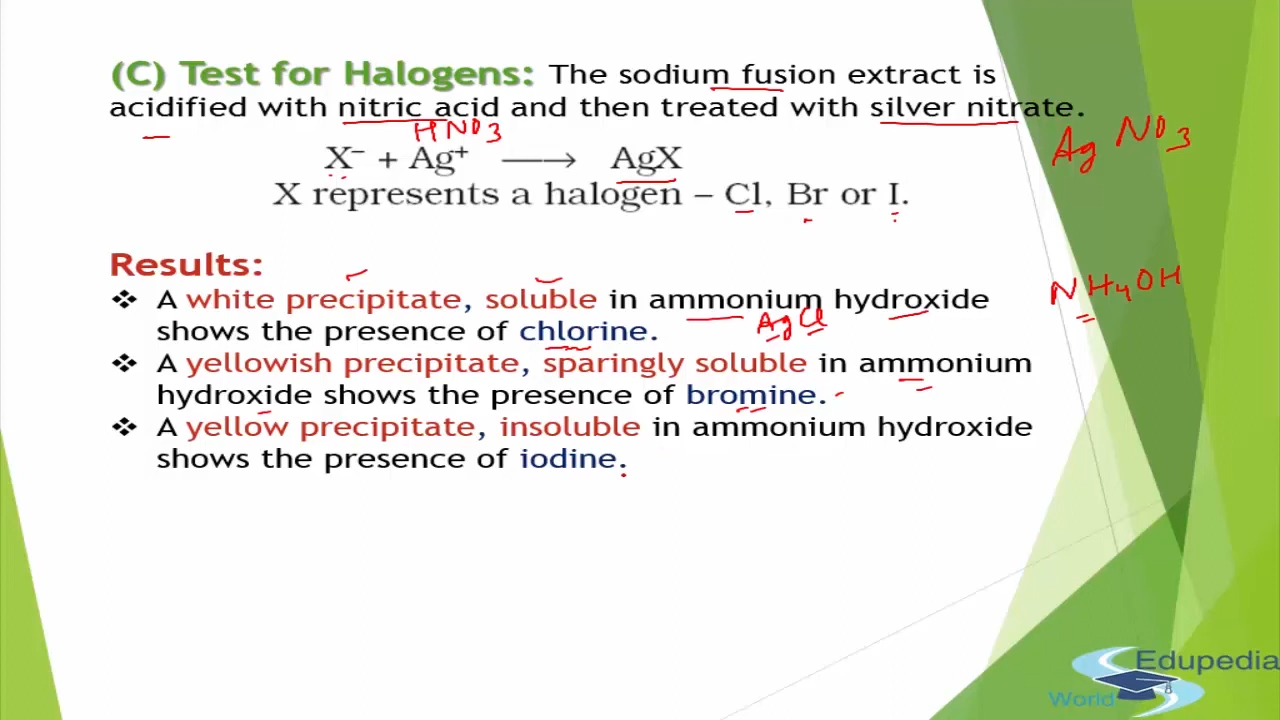 (C) Test for Halogens: The sodium fusion extract is
acidified with nitric acid and then treated with silver nitrate.
HNO3
AgNO3
X– + Ag+ ⟶ AgX
X represents a halogen – Cl, Br or I.
Results:
❖ A white precipitate, soluble in ammonium hydroxide
NH4OH
shows the presence of chlorine.
AgCl
❖ A yellowish precipitate, sparingly soluble in ammonium
hydroxide shows the presence of bromine.
❖ A yellow precipitate, insoluble in ammonium hydroxide
shows the presence of iodine.
Edupedia
World
8